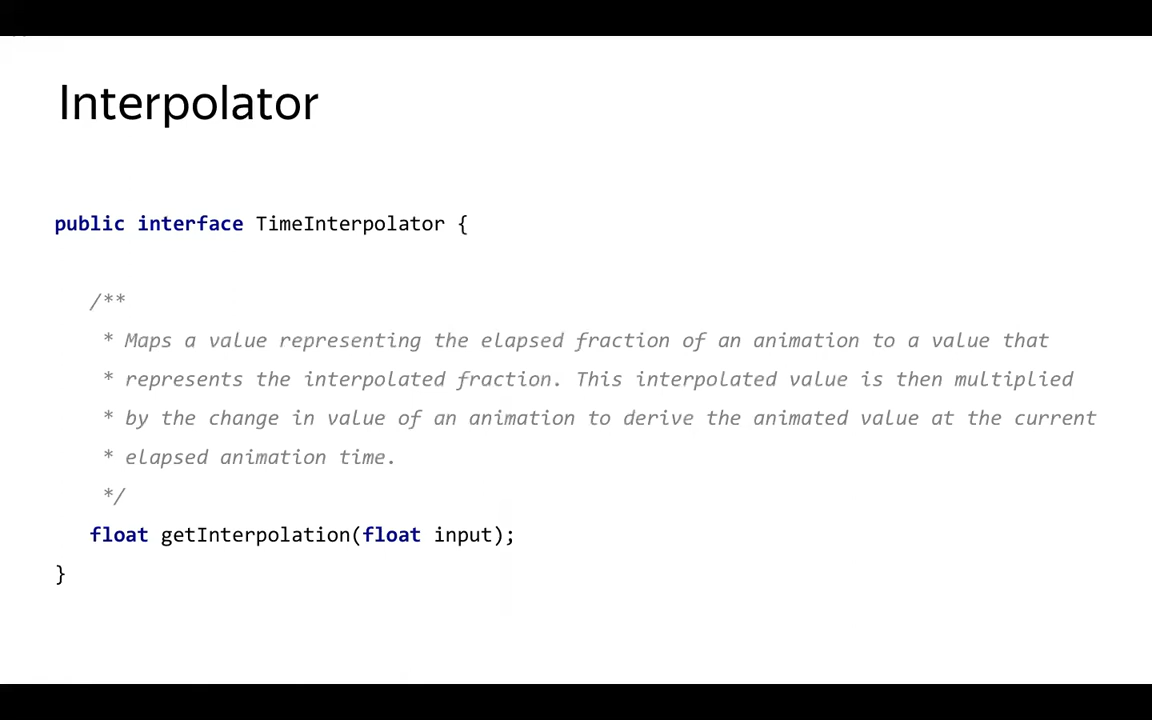 Interpolator
public interface TimeInterpolator {
/**
* Maps a value representing the elapsed fraction of an animation to a value that
* represents the interpolated fraction. This interpolated value is then multiplied
* by the change in value of an animation to derive the animated value at the current
* elapsed animation time.
*/
float getInterpolation(float input);
}